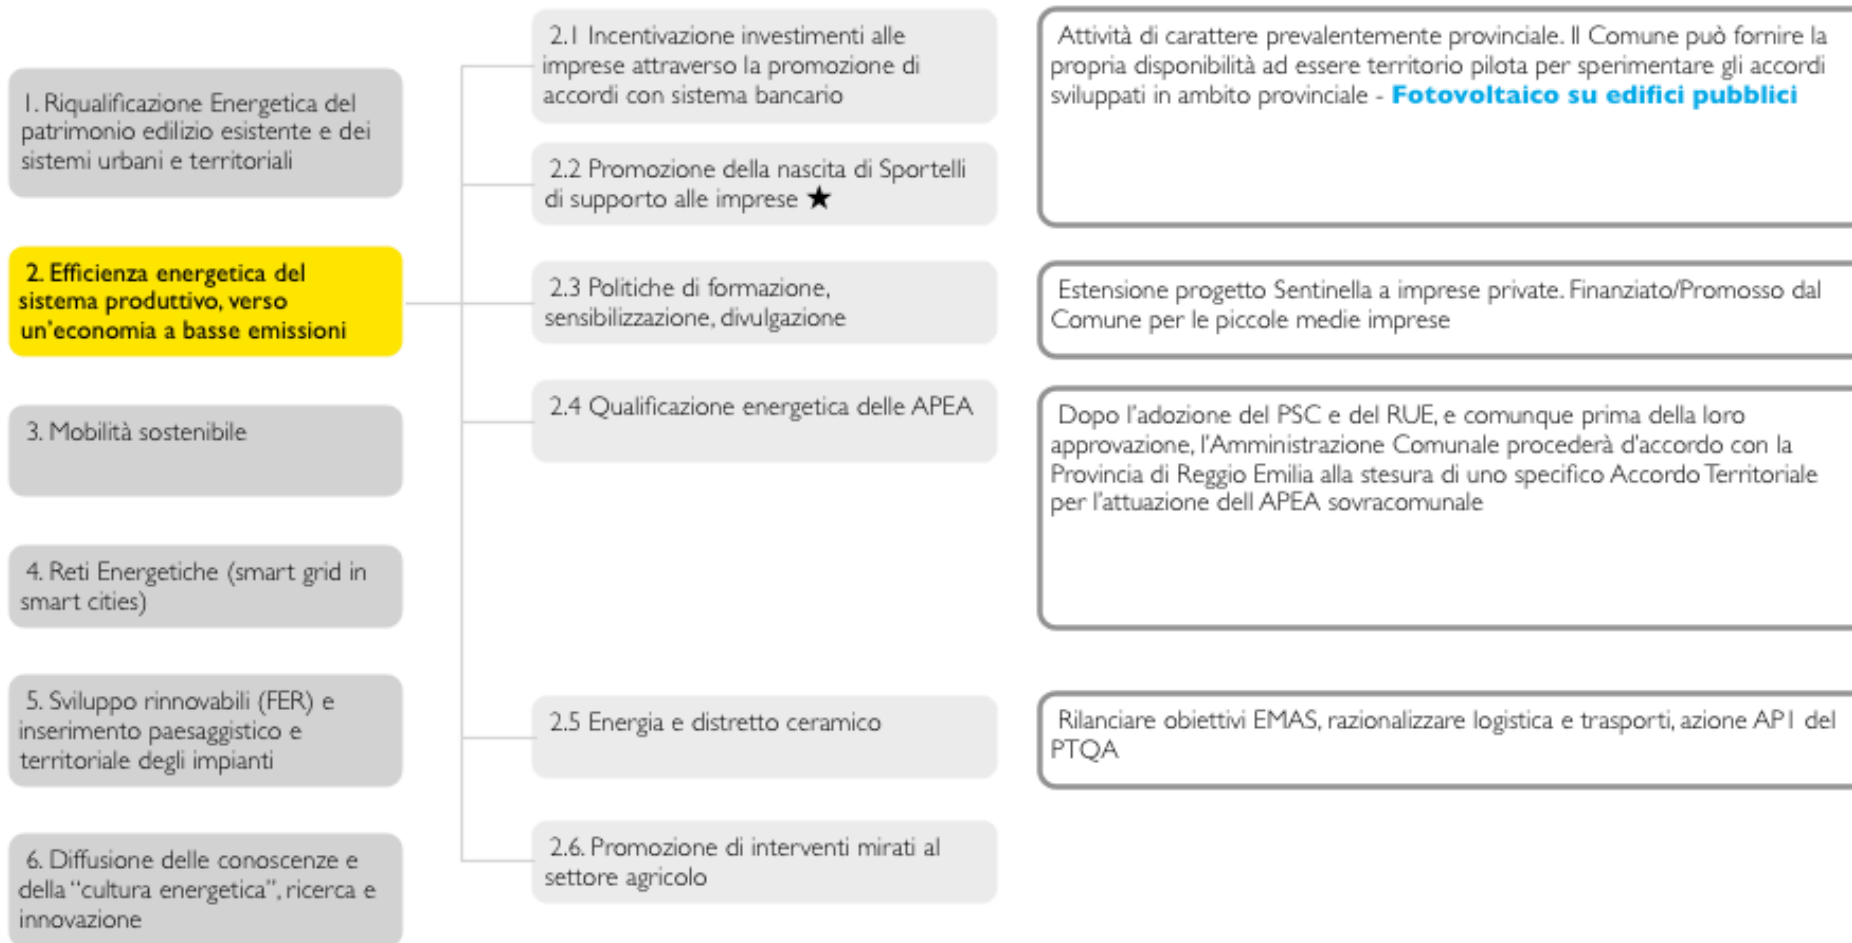 1. Riqualificazione Energetica del
patrimonio edilizio esistente e dei
sistemi urbani e territoriali
2. Efficienza energetica del
sistema produttivo, verso
un'economia a basse emissioni
3. Mobilità sostenibile
4. Reti Energetiche (smart grid in
smart cities)
5. Sviluppo rinnovabili (FER) e
inserimento paesaggistico e
territoriale degli impianti
6. Diffusione delle conoscenze e
della “cultura energetica”, ricerca e
innovazione
2.1 Incentivazione investimenti alle
imprese attraverso la promozione di
accordi con sistema bancario
2.2 Promozione della nascita di Sportelli
di supporto alle imprese ★
2.3 Politiche di formazione,
sensibilizzazione, divulgazione
2.4 Qualificazione energetica delle APEA
2.5 Energia e distretto ceramico
2.6. Promozione di interventi mirati al
settore agricolo
Attività di carattere prevalentemente provinciale. Il Comune può fornire la
propria disponibilità ad essere territorio pilota per sperimentare gli accordi
sviluppati in ambito provinciale - Fotovoltaico su edifici pubblici
Estensione progetto Sentinella a imprese private. Finanziato/Promosso dal
Comune per le piccole medie imprese
Dopo l'adozione del PSC e del RUE, e comunque prima della loro
approvazione, l'Amministrazione Comunale procederà d'accordo con la
Provincia di Reggio Emilia alla stesura di uno specifico Accordo Territoriale
per l'attuazione dell APEA sovracomunale
Rilanciare obiettivi EMAS, razionalizzare logistica e trasporti, azione AP1 del
PTQA